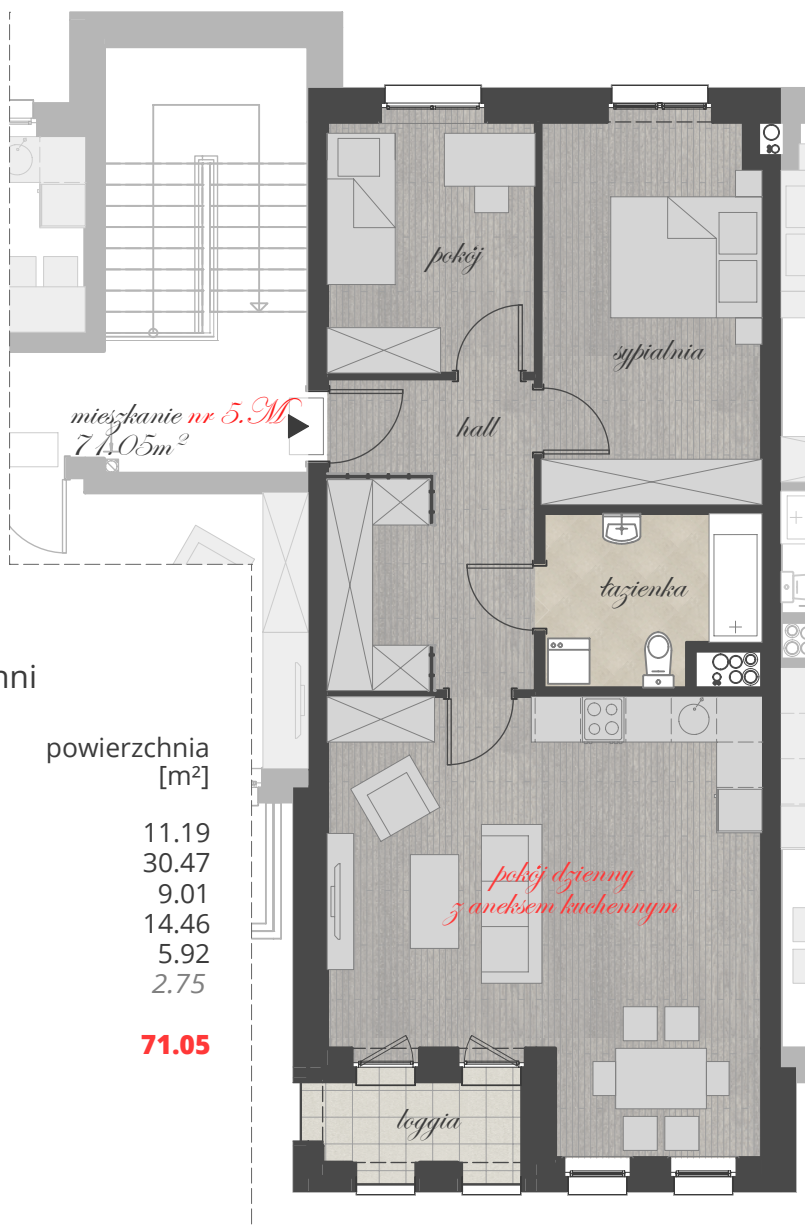 pokój
sypialnia
mieszkanie nr 5.M
71.05m²
hall
łazienka
hni
powierzchnia
[m²]
11.19
30.47
9.01
14.46
5.92
2.75
71.05
pokój dzienny
z aneksem kuchennym
loggia